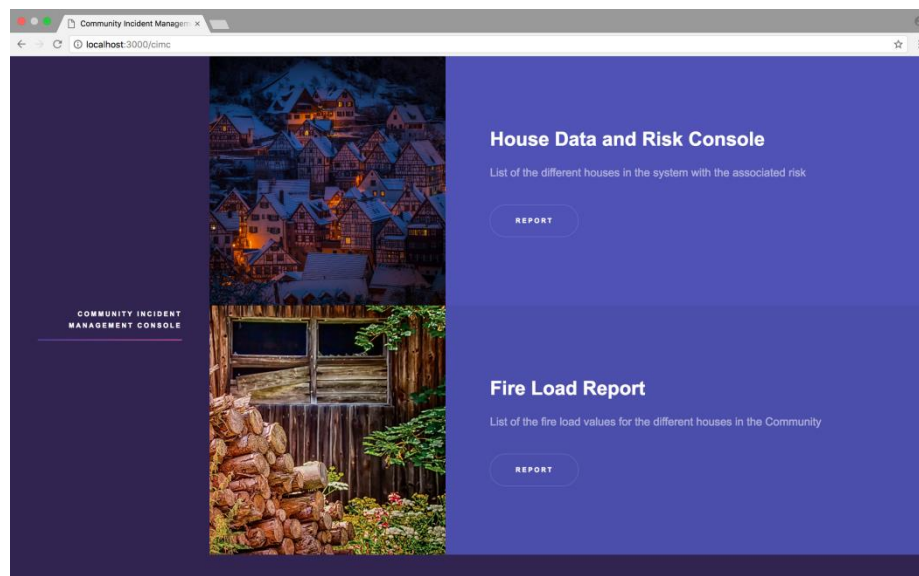 Community Incident Managem
localhost:3000/cimc
COMMUNITY INCIDENT
MANAGEMENT CONSOLE
House Data and Risk Console
List of the different houses in the system with the associated risk
REPORT
Fire Load Report
List of the fire load values for the different houses in the Community
REPORT